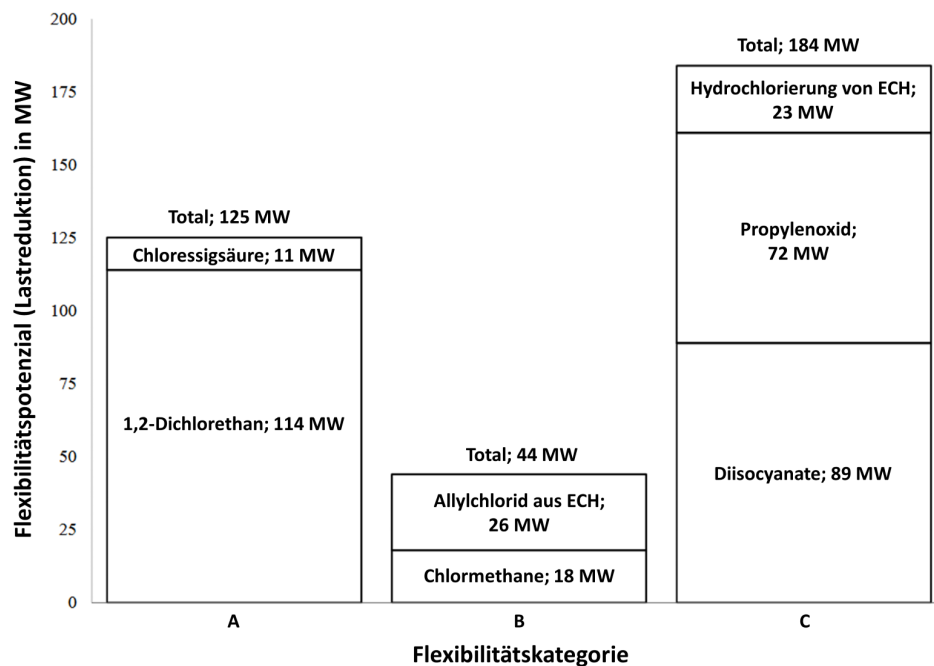 Flexibilitätspotenzial (Lastreduktion) in MW
200
175
150
125
100
75
50
25
0
Total; 125 MW
Chloressigsäure; 11 MW
1,2-Dichlorethan; 114 MW
Total; 44 MW
Allylchlorid aus ECH;
26 MW
Chlormethane; 18 MW
Total; 184 MW
Hydrochlorierung von ECH;
23 MW
Propylenoxid;
72 MW
Diisocyanate; 89 MW
A
B
C
Flexibilitätskategorie